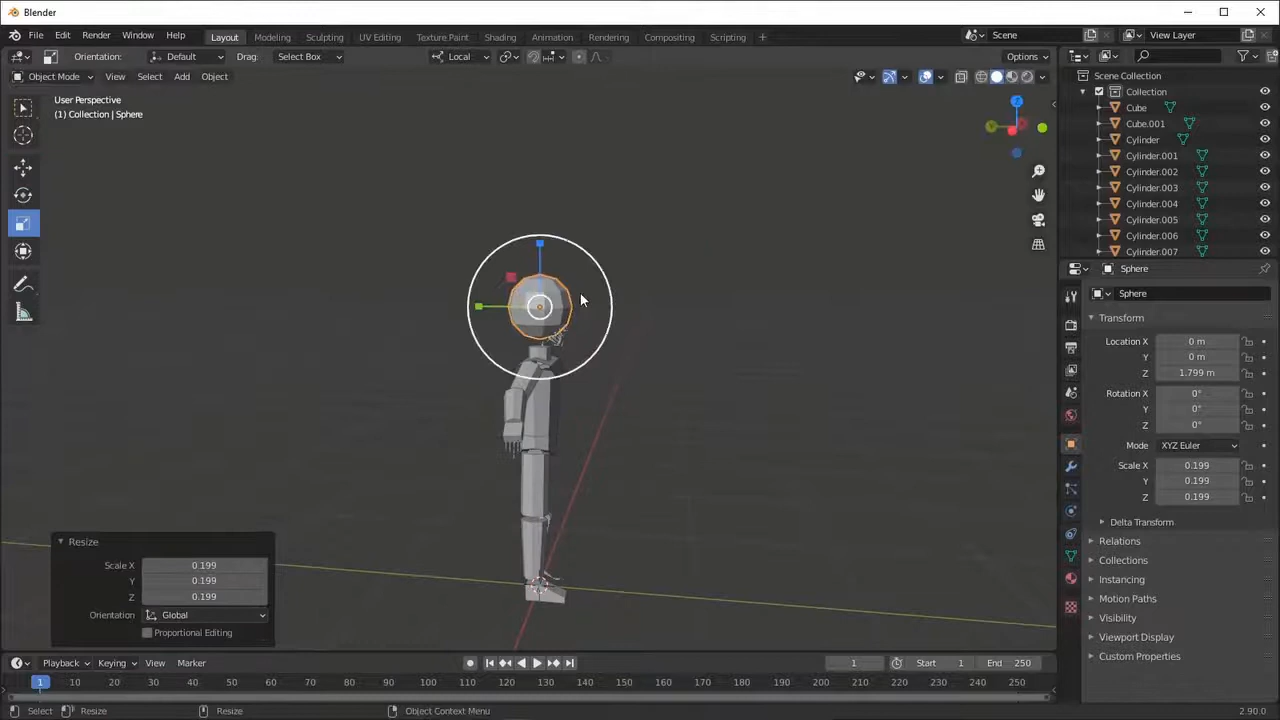 Blender
File Edit Render Window Help Layout Modeling Sculpting UV Editing Texture Paint Shading Animation Rendering Compositing Scripting + Scene View Layer
Orientation: Default Drag: Select Box Local Options
Object Mode View Select Add Object
User Perspective
(1) Collection | Sphere
Scene Collection
Collection
Cube
Cube.001
Cylinder
Cylinder.001
Cylinder.002
Cylinder.003
Cylinder.004
Cylinder.005
Cylinder.006
Cylinder.007
Sphere
Sphere
Transform
Location X 0 m
Y 0 m
Z 1.799 m
Rotation X 0°
Y 0°
Z 0°
Mode XYZ Euler
Scale X 0.199
Y 0.199
Z 0.199
Delta Transform
Relations
Collections
Instancing
Motion Paths
Visibility
Viewport Display
Custom Properties
Resize
Scale X 0.199
Y 0.199
Z 0.199
Orientation Global
Proportional Editing
Playback Keying View Marker 1 Start 1 End 250
1 10 20 30 40 50 60 70 80 90 100 110 120 130 140 150 160 170 180 190 200 210 220 230 240 250
Select Resize Resize Object Context Menu 2.90.0